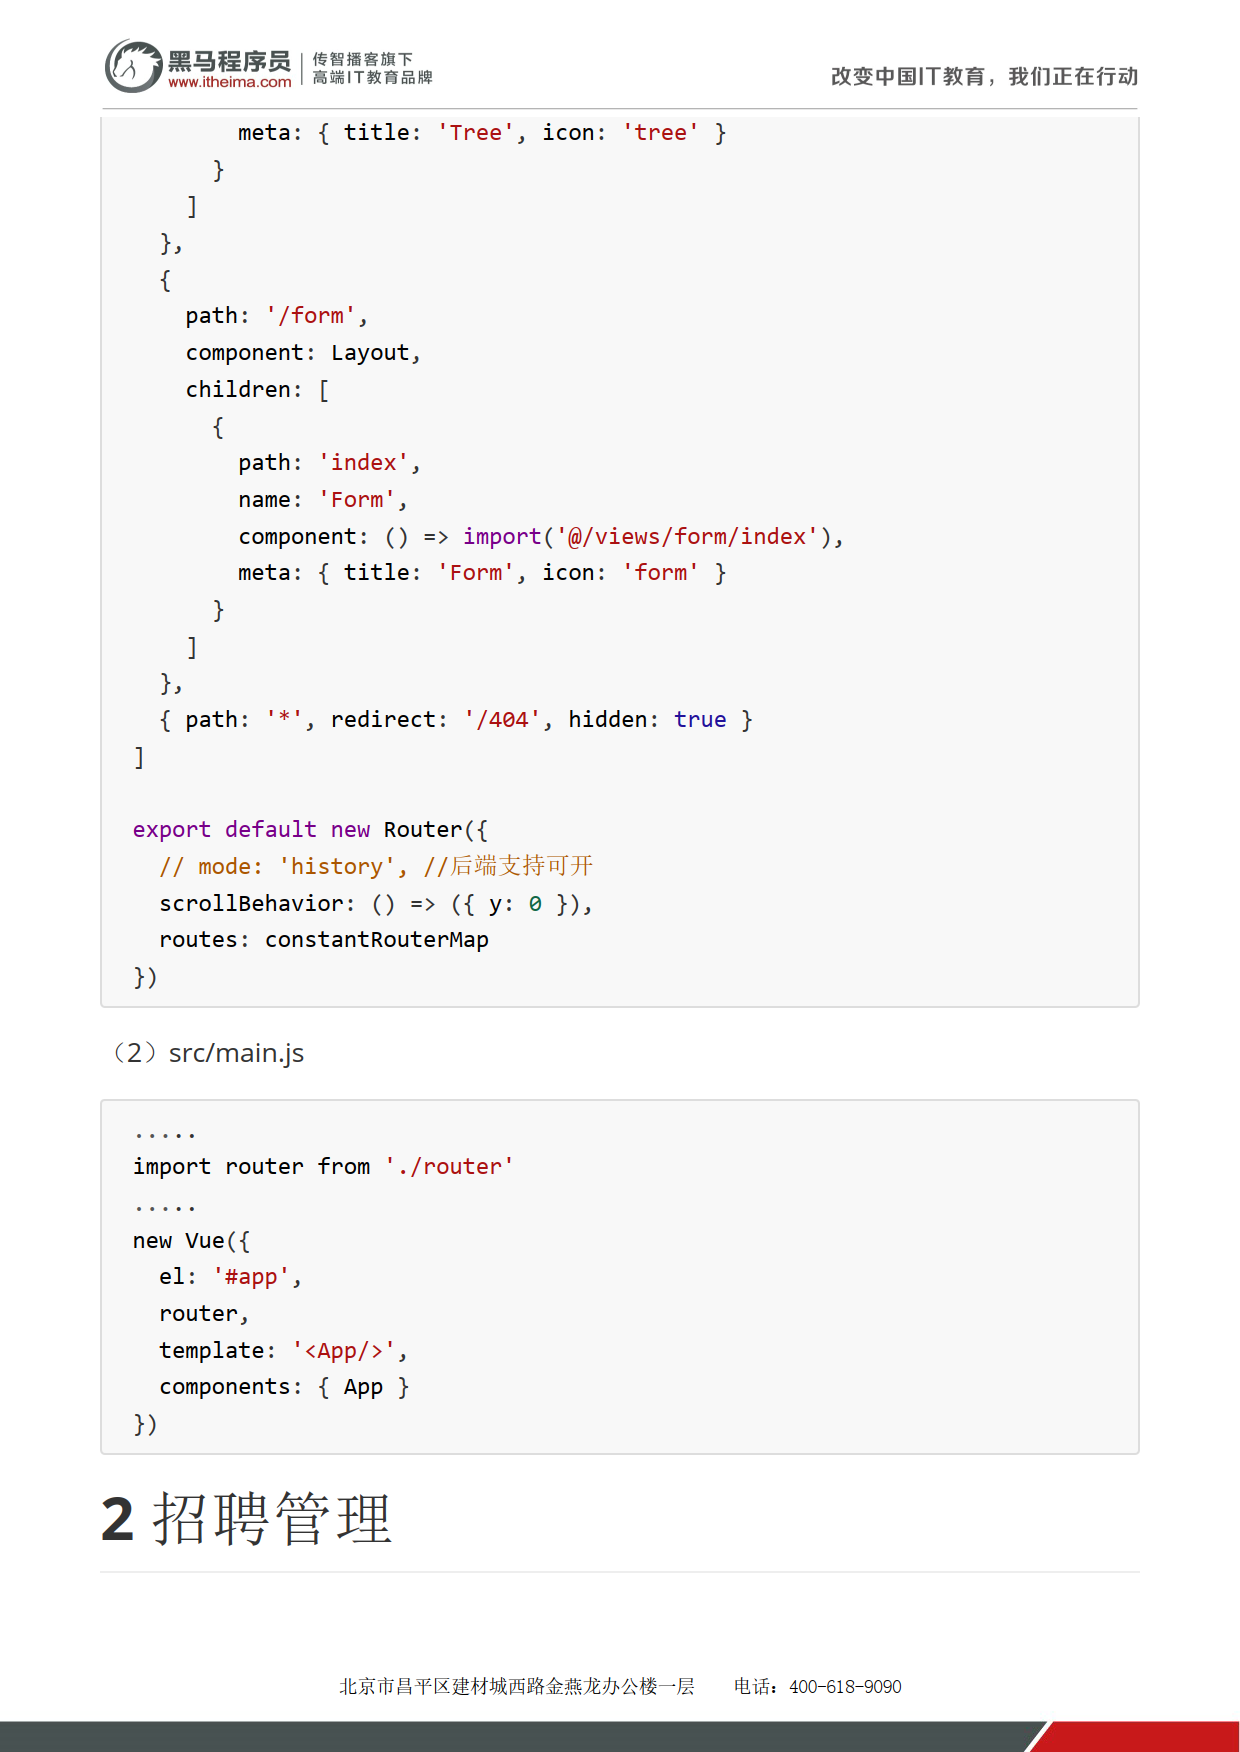 黑马程序员
www.itheima.com
传智播客旗下
高端IT教育品牌
改变中国IT教育，我们正在行动
        meta: { title: 'Tree', icon: 'tree' }
      }
    ]
  },
  {
    path: '/form',
    component: Layout,
    children: [
      {
        path: 'index',
        name: 'Form',
        component: () => import('@/views/form/index'),
        meta: { title: 'Form', icon: 'form' }
      }
    ]
  },
  { path: '*', redirect: '/404', hidden: true }
]
export default new Router({
  // mode: 'history', //后端支持可开
  scrollBehavior: () => ({ y: 0 }),
  routes: constantRouterMap
})
（2）src/main.js
.....
import router from './router'
.....
new Vue({
  el: '#app',
  router,
  template: '<App/>',
  components: { App }
})
2 招聘管理
北京市昌平区建材城西路金燕龙办公楼一层 电话：400-618-9090